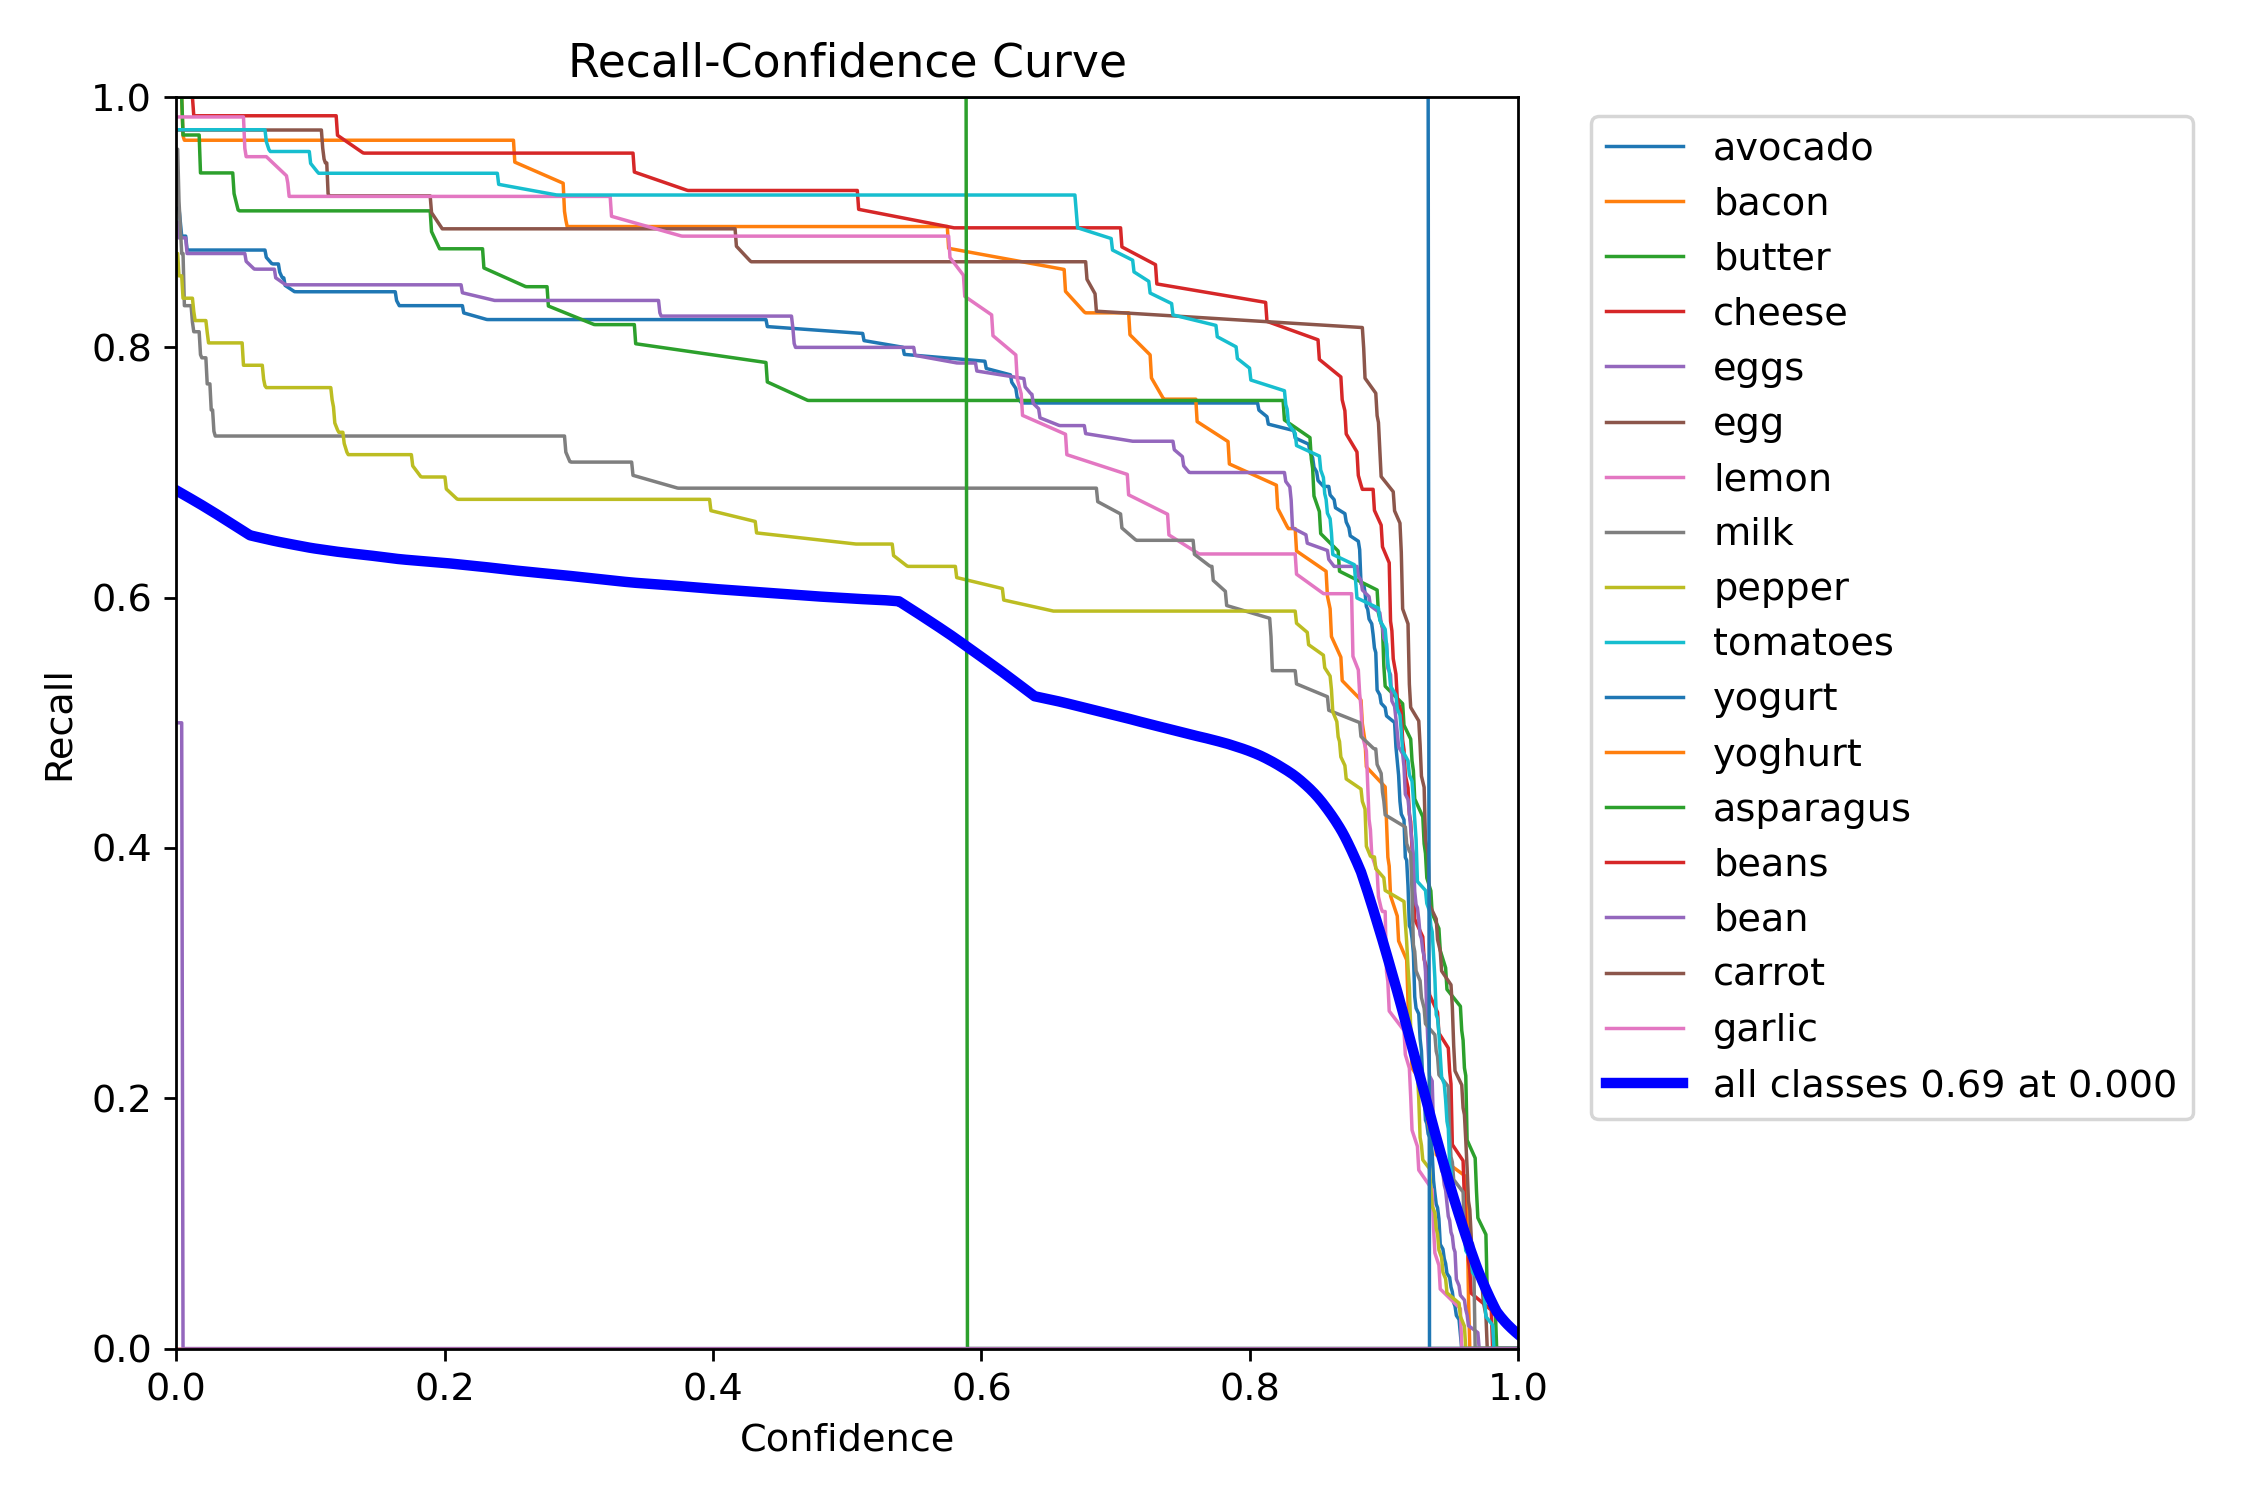 Recall-Confidence Curve
1.0
0.8
0.6
0.4
0.2
0.0
Recall
0.0 0.2 0.4 0.6 0.8 1.0
Confidence
avocado
bacon
butter
cheese
eggs
egg
lemon
milk
pepper
tomatoes
yogurt
yoghurt
asparagus
beans
bean
carrot
garlic
all classes 0.69 at 0.000